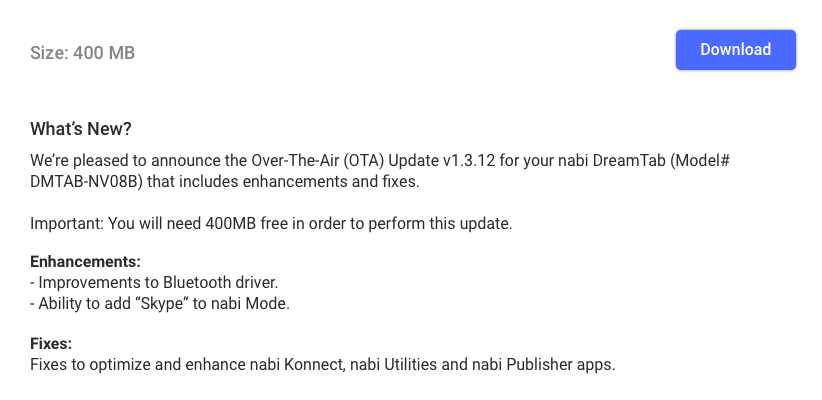 Size: 400 MB
Download
What’s New?
We’re pleased to announce the Over-The-Air (OTA) Update v1.3.12 for your nabi DreamTab (Model#
DMTAB-NV08B) that includes enhancements and fixes.
Important: You will need 400MB free in order to perform this update.
Enhancements:
- Improvements to Bluetooth driver.
- Ability to add “Skype” to nabi Mode.
Fixes:
Fixes to optimize and enhance nabi Konnect, nabi Utilities and nabi Publisher apps.